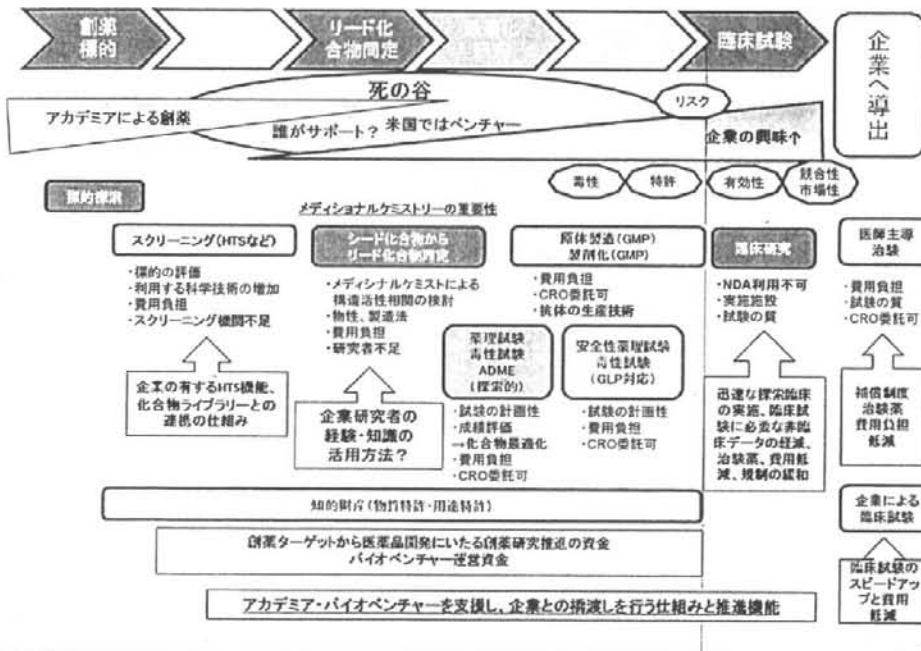 創薬
標的
リード化
合物同定
臨床試験
企業へ導出
死の谷
リスク
アカデミアによる創薬
誰がサポート？
米国ではベンチャー
企業の興味↑
毒性
特許
有効性
競合性
市場性
標的探索
メディショナルケミストリーの重要性
スクリーニング(HTSなど)
・標的の評価
・利用する科学技術の増加
・費用負担
・スクリーニング機関不足
企業の有するHTS機能、
化合物ライブラリーとの
連携の仕組み
シード化合物から
リード化合物同定
・メディシナルケミストによる
構造活性相関の検討
・物性、製造法
・費用負担
・研究者不足
企業研究者の
経験・知識の
活用方法？
薬理試験
毒性試験
ADME
(探索的)
・試験の計画性
・成績評価
→化合物最適化
・費用負担
・CRO委託可
原体製造(GMP)
製剤化(GMP)
・費用負担
・CRO委託可
・抗体の生産技術
安全性薬理試験
毒性試験
(GLP対応)
・試験の計画性
・費用負担
・CRO委託可
臨床研究
・NDA利用不可
・実施施設
・試験の質
迅速な探索臨床
の実施、臨床試
験に必要な非臨
床データの軽減、
治験薬、費用低
減、規制の緩和
医師主導
治験
・費用負担
・試験の質
・CRO委託可
補償制度
治験薬
費用負担
低減
企業による
臨床試験
臨床試験の
スピードアッ
プと費用
低減
知的財産(物質特許・用途特許)
創薬ターゲットから医薬品開発にいたる創薬研究推進の資金
バイオベンチャー運営資金
アカデミア・バイオベンチャーを支援し、企業との橋渡しを行う仕組みと推進機能